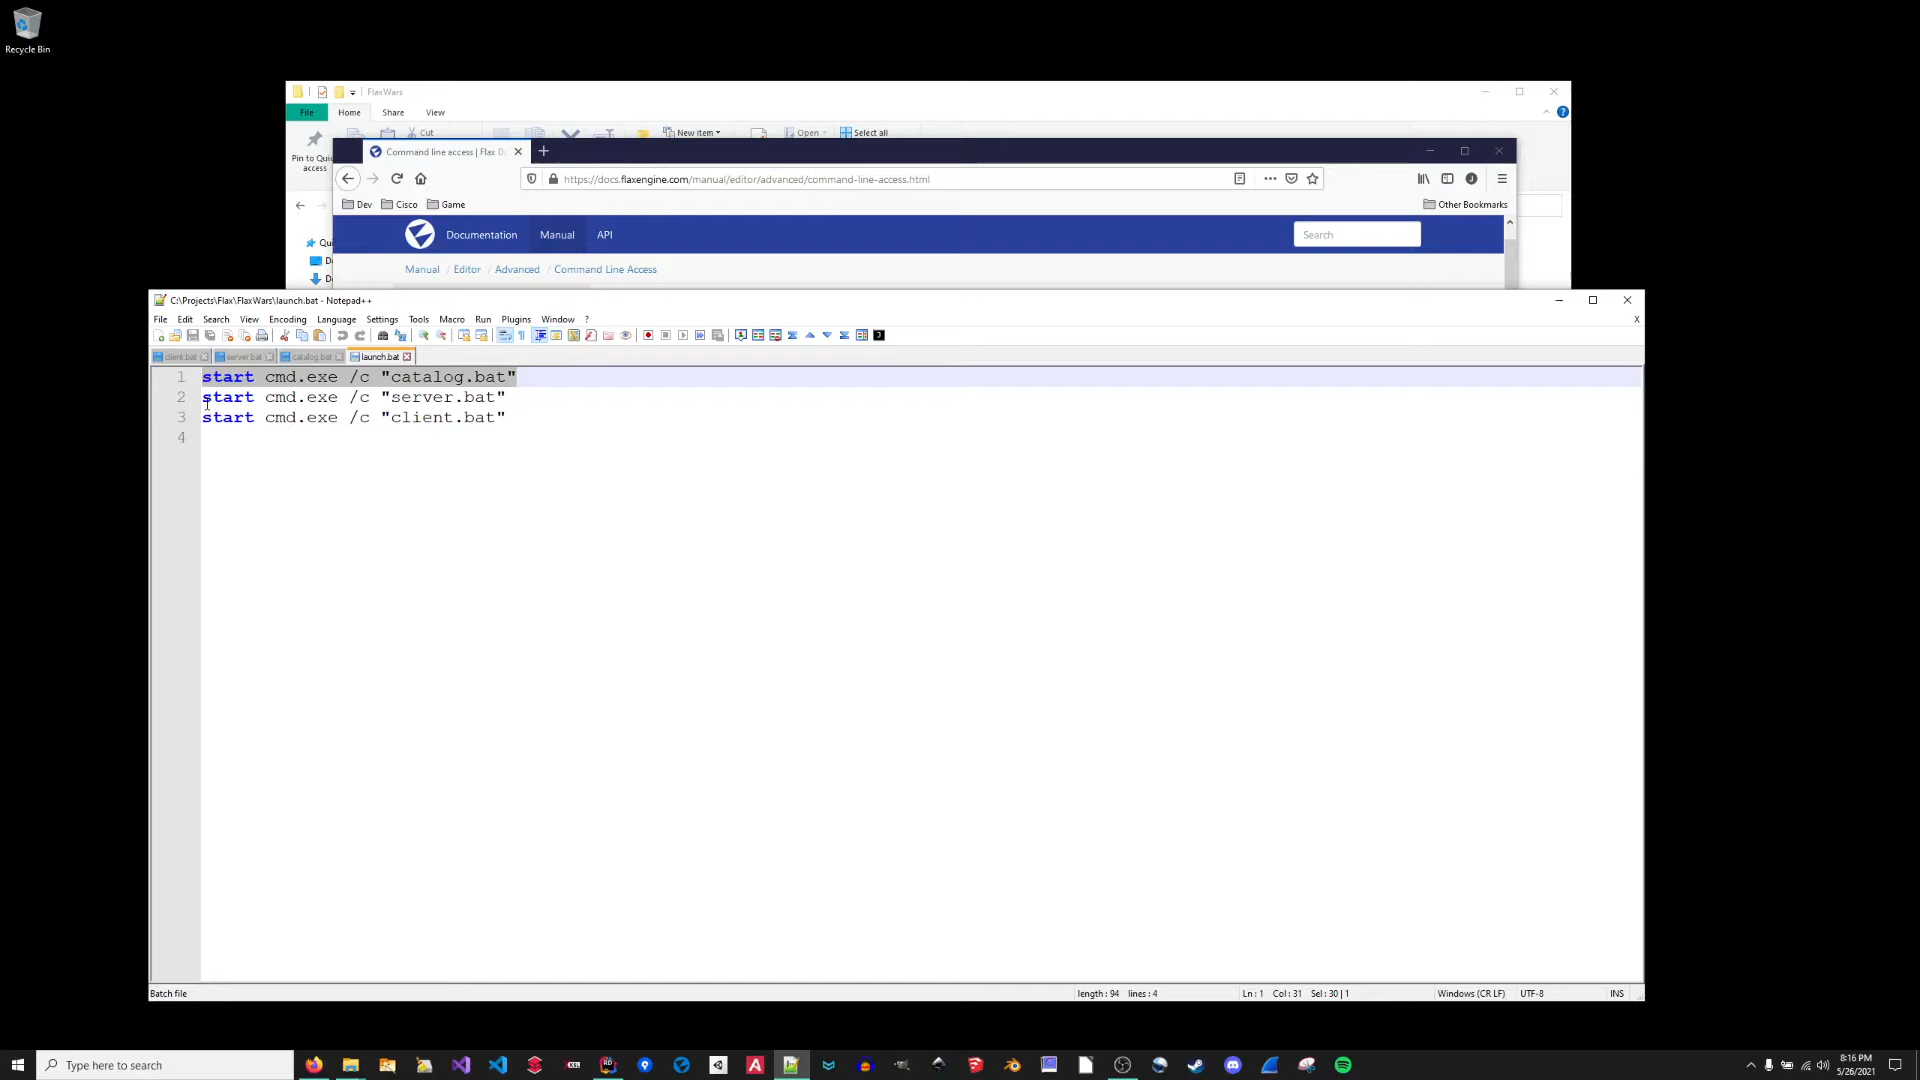 Recycle Bin
FlaxWars
File Home Share View
Cut New item Open Select all
Pin to Quick
access
Command line access | Flax D
https://docs.flaxengine.com/manual/editor/advanced/command-line-access.html
Dev Cisco Game Other Bookmarks
Documentation Manual API Search
Manual / Editor / Advanced / Command Line Access
C:\Projects\Flax\FlaxWars\launch.bat - Notepad++
File Edit Search View Encoding Language Settings Tools Macro Run Plugins Window ? X
client.bat server.bat catalog.bat launch.bat
1 start cmd.exe /c "catalog.bat"
2 start cmd.exe /c "server.bat"
3 start cmd.exe /c "client.bat"
4
Batch file length : 94 lines : 4 Ln : 1 Col : 31 Sel : 30 | 1 Windows (CR LF) UTF-8 INS
Type here to search
8:16 PM
5/26/2021